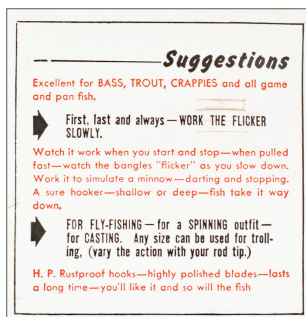 Suggestions
Excellent for BASS, TROUT, CRAPPIES and all game
and pan fish.
First, last and always — WORK THE FLICKER
SLOWLY.
Watch it work when you start and stop — when pulled
fast — watch the bangles "flicker" as you slow down.
Work it to simulate a minnow — darting and stopping.
A sure hooker — shallow or deep — fish take it way
down.
FOR FLY-FISHING — for a SPINNING outfit —
for CASTING. Any size can be used for troll-
ing, (vary the action with your rod tip.)
H. P. Rustproof hooks — highly polished blades — lasts
a long time — you'll like it and so will the fish